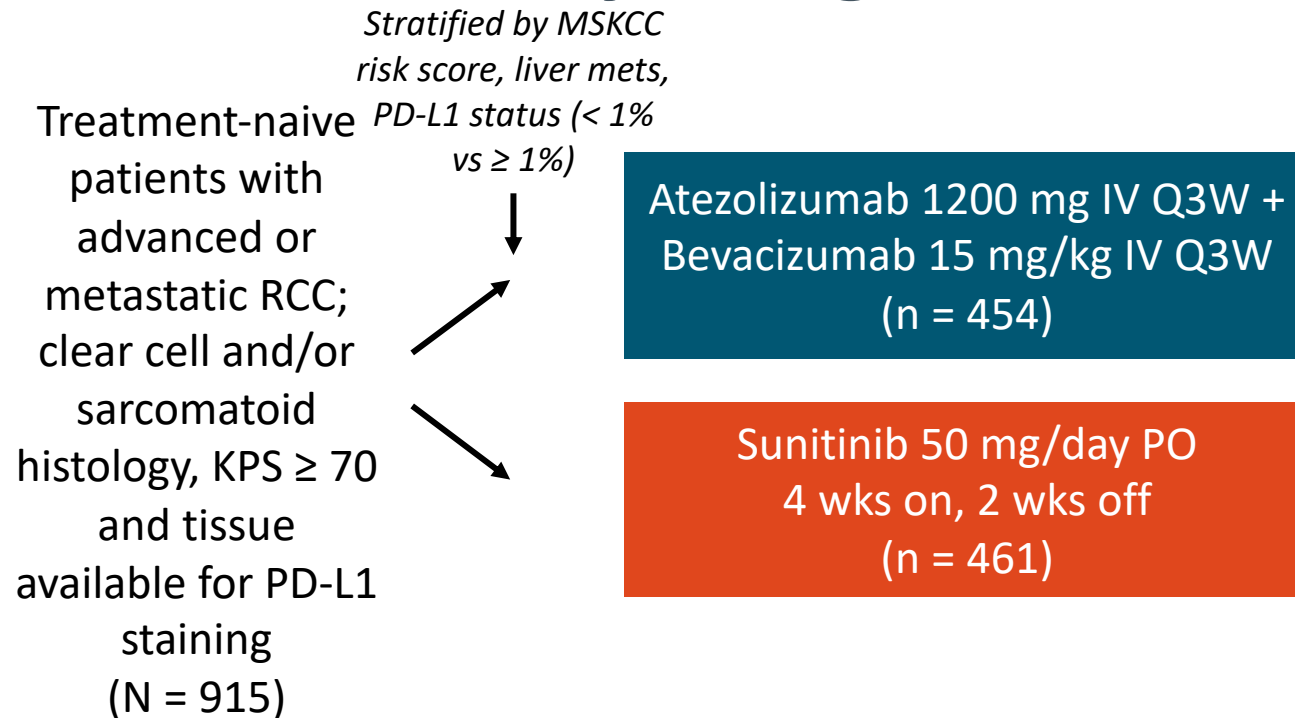 Stratified by MSKCC
risk score, liver mets,
PD-L1 status (< 1%
vs ≥ 1%)
Treatment-naive
patients with
advanced or
metastatic RCC;
clear cell and/or
sarcomatoid
histology, KPS ≥ 70
and tissue
available for PD-L1
staining
(N = 915)
Atezolizumab 1200 mg IV Q3W +
Bevacizumab 15 mg/kg IV Q3W
(n = 454)
Sunitinib 50 mg/day PO
4 wks on, 2 wks off
(n = 461)